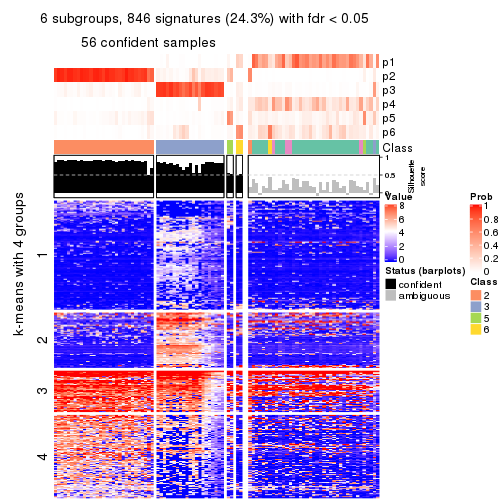 6 subgroups, 846 signatures (24.3%) with fdr < 0.05
56 confident samples
p1
p2
p3
p4
p5
p6
Class
1
0.5
0
Silhouette
score
k-means with 4 groups
1
2
3
4
Value
8
6
4
2
0
Status (barplots)
confident
ambiguous
Prob
1
0.8
0.6
0.4
0.2
0
Class
2
3
5
6